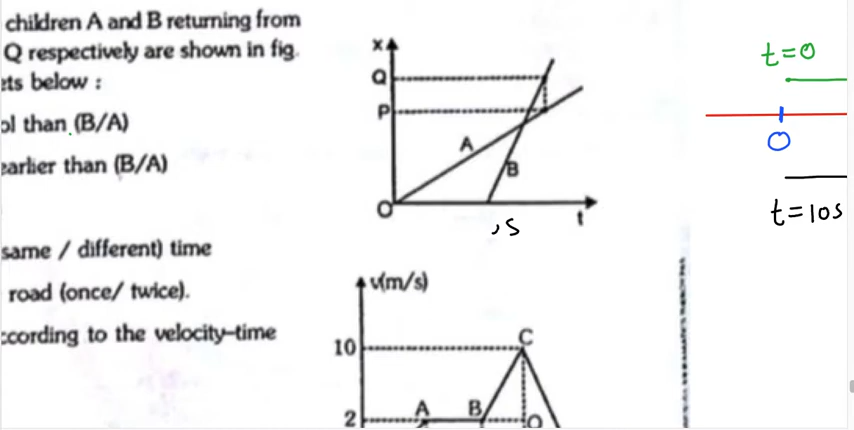 children A and B returning from
Q respectively are shown in fig.
ets below :
ol than (B/A)
earlier than (B/A)
same / different) time
road (once/ twice).
ccording to the velocity-time
x
Q
P
A
B
O
t
,s
v(m/s)
10
C
A
B
2
t=0
O
t=10s